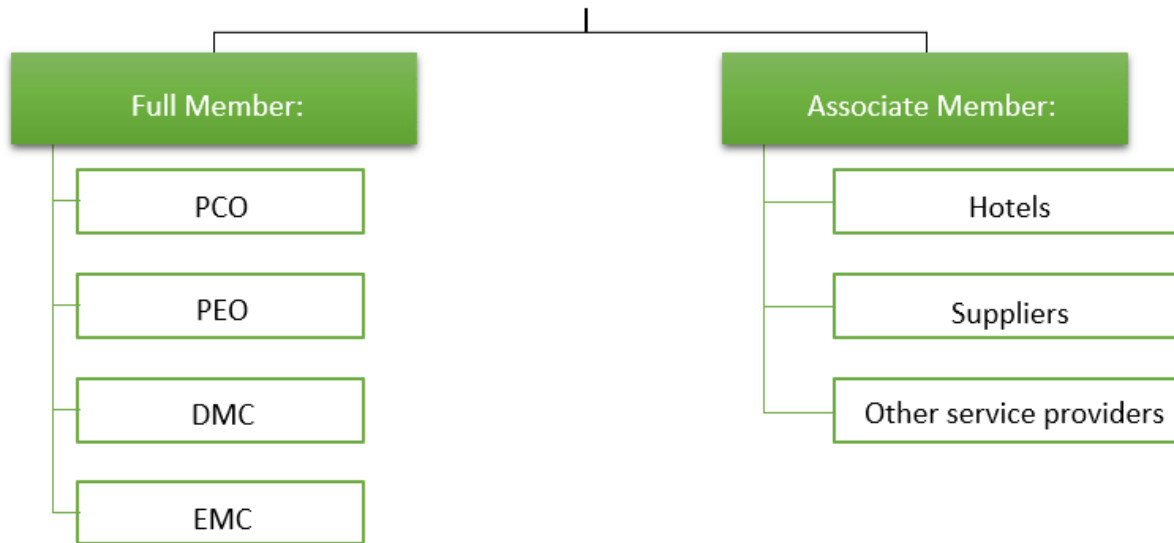 Full Member:
PCO
PEO
DMC
EMC
Associate Member:
Hotels
Suppliers
Other service providers